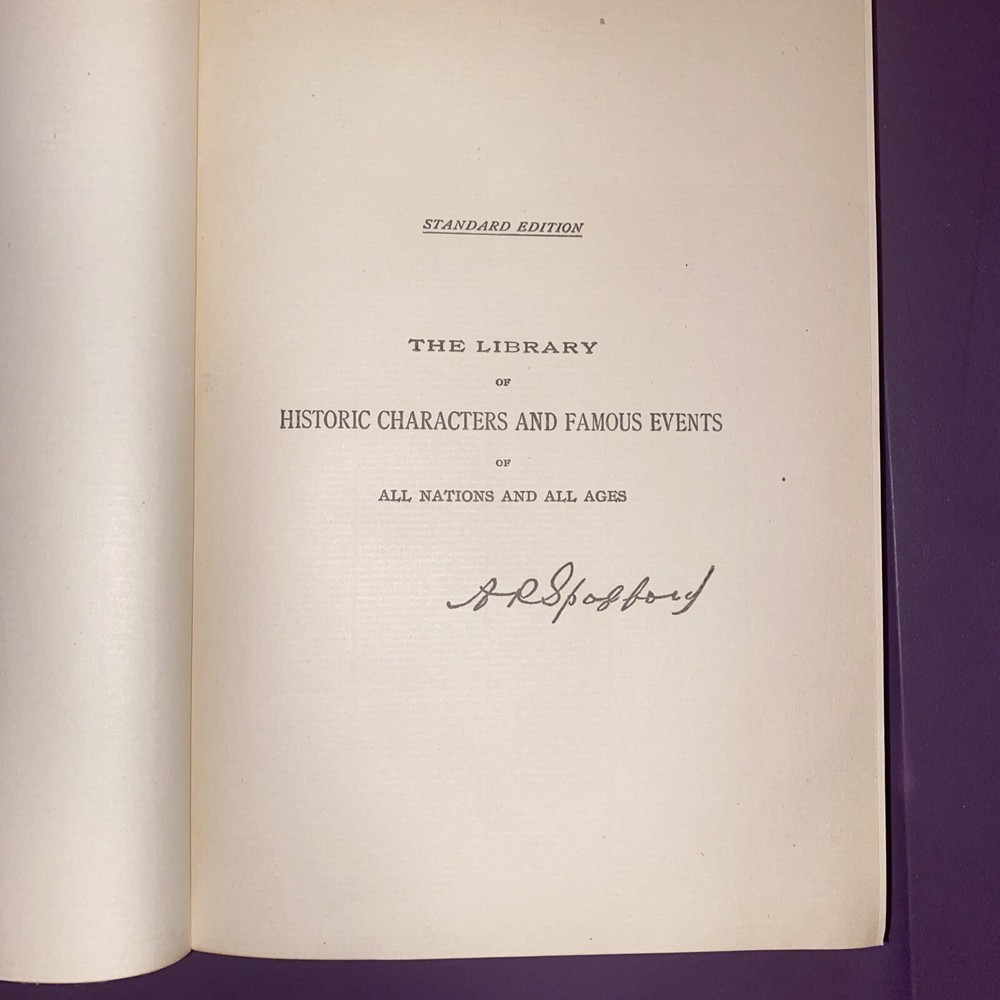 STANDARD EDITION
THE LIBRARY
OF
HISTORIC CHARACTERS AND FAMOUS EVENTS
OF
ALL NATIONS AND ALL AGES
A R Spofford